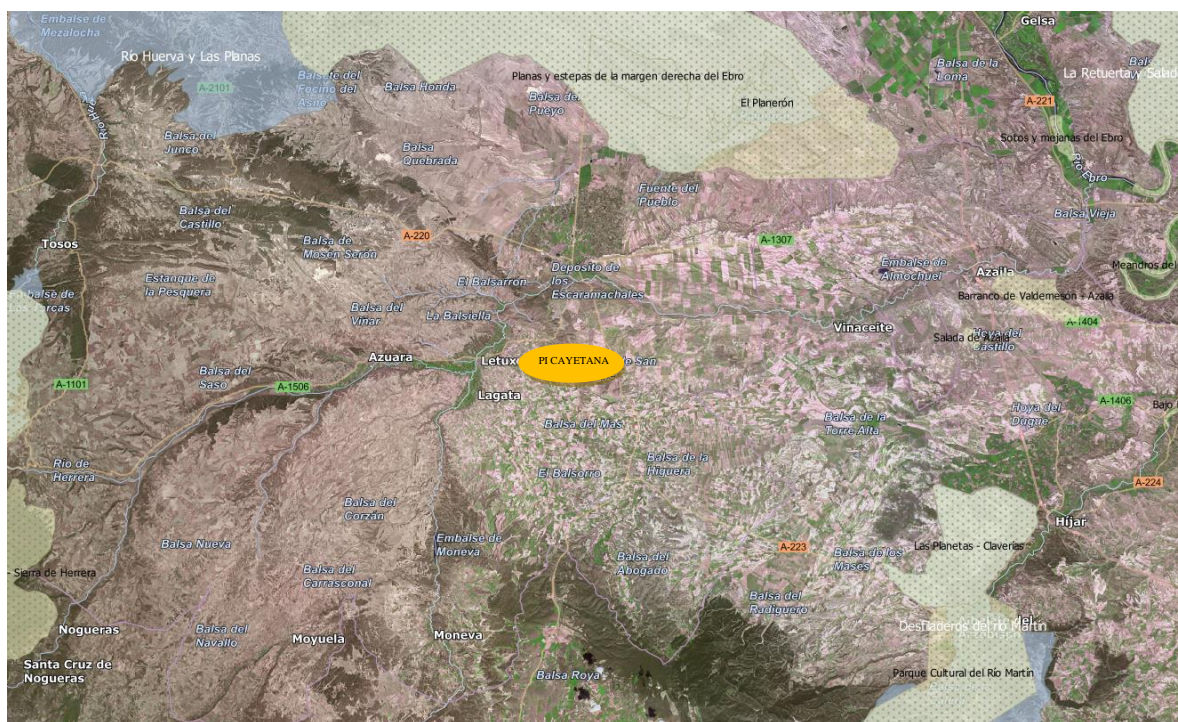 Embalse de
Mezalocha
Gelsa
Río Huerva y Las Planas
Balsa de la
Loma
La Retuerta y Salad
Balsete del
Focino del
Asno
A-2101
Balsa Honda
Planas y estepas de la margen derecha del Ebro
Balsa del
Pueyo
El Planerón
A-221
Balsa del
Junco
Balsa
Quebrada
Sotos y mejanas del Ebro
Río Ebro
Fuente del
Pueblo
Balsa del
Castillo
Balsa Vieja
A-220
A-1307
Tosos
Balsa de
Mosén Serón
Embalse de
Almochuel
Azaila
Meandros del
Estanque de
la Pesquera
El Balsarrón
Depósito de
los
Escaramachales
Barranco de Valdemesón - Azaila
Balsa del
Viñar
La Balsiella
Vinaceite
A-1404
Salada de Azaila
Hoya del
Castillo
Azuara
Letux
PI CAYETANA
de San
Balsa del
Saso
A-1101
A-1506
Lagata
A-1406
Hoya del
Duque
Bajo
Balsa del Mas
Balsa de la
Torre Alta
Río de
Herrera
El Balsorro
Balsa de la
Higuera
A-224
Balsa del
Corzán
Híjar
Balsa Nueva
Embalse de
Moneva
A-223
Las Planetas - Claverías
Balsa del
Abogado
Balsa de los
Mases
- Sierra de Herrera
Balsa del
Carrasconal
Balsa del
Radiguero
Nogueras
Balsa del
Navallo
Moyuela
Moneva
Desfiladeros del río Martín
Santa Cruz de
Nogueras
Balsa Roya
Parque Cultural del Río Martín